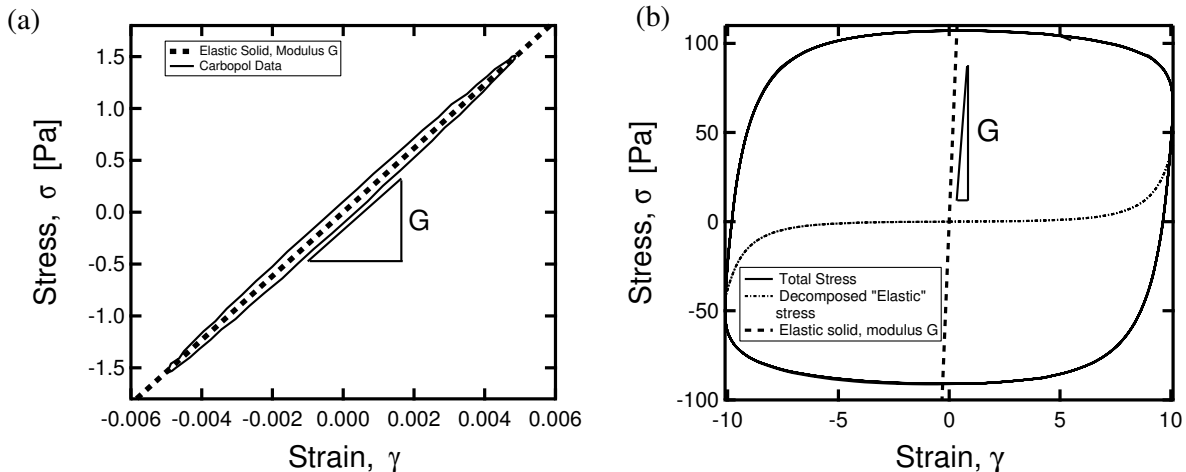 (a)
1.5
1.0
0.5
0.0
-0.5
-1.0
-1.5
Stress, σ [Pa]
Elastic Solid, Modulus G
Carbopol Data
G
-0.006 -0.004 -0.002 0.000 0.002 0.004 0.006
Strain, γ
(b)
100
50
0
-50
-100
Stress, σ [Pa]
G
Total Stress
Decomposed "Elastic"
stress
Elastic solid, modulus G
-10 -5 0 5 10
Strain, γ